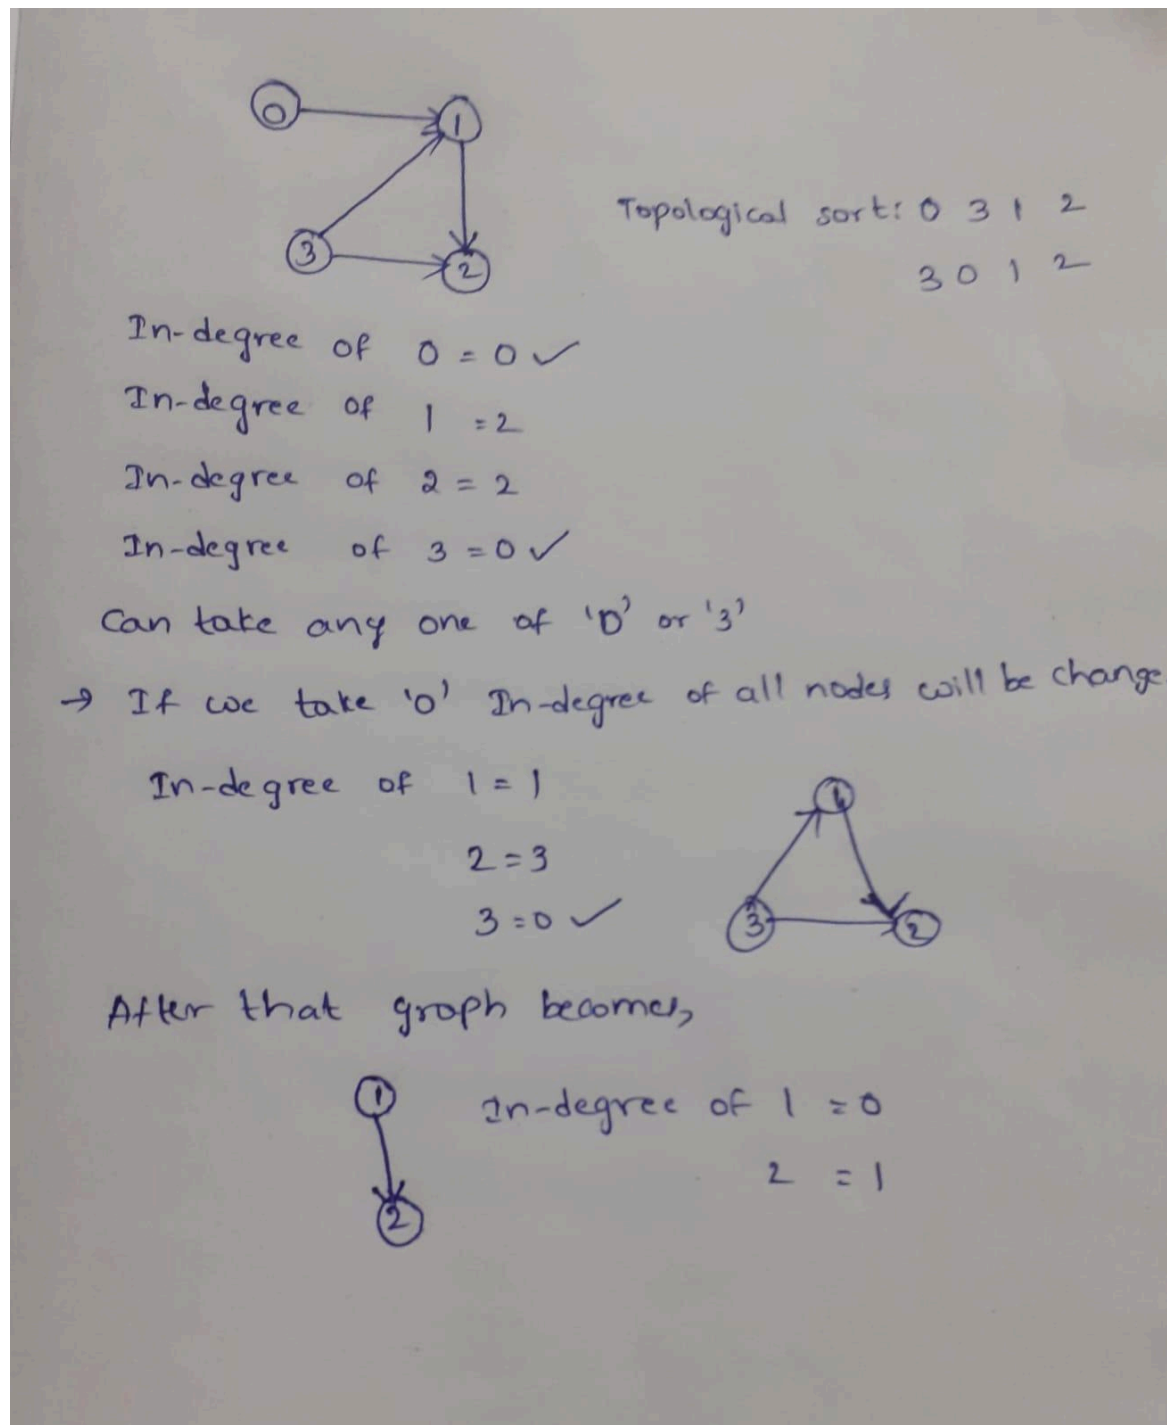 0
1
3
2
Topological sort: 0 3 1 2
3 0 1 2
In-degree of 0 = 0 ✓
In-degree of 1 = 2
In-degree of 2 = 2
In-degree of 3 = 0 ✓
Can take any one of '0' or '3'
→ If we take '0' In-degree of all nodes will be change
In-degree of 1 = 1
2 = 3
3 = 0 ✓
1
3
2
After that graph becomes,
1
2
In-degree of 1 = 0
2 = 1